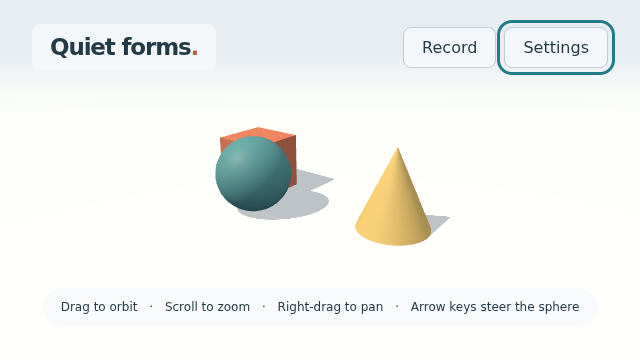 Quiet forms.
Record
Settings
Drag to orbit · Scroll to zoom · Right-drag to pan · Arrow keys steer the sphere